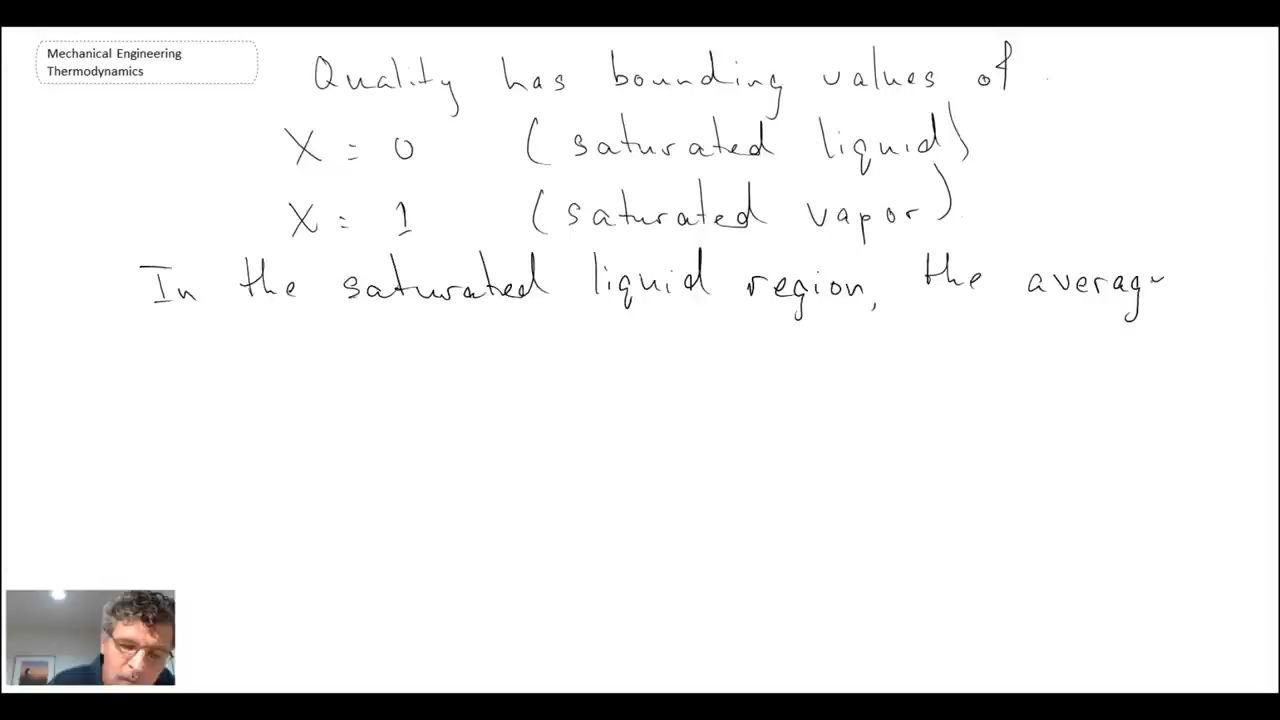 Mechanical Engineering
Thermodynamics
Quality has bounding values of
X = 0 (saturated liquid)
X = 1 (saturated vapor)
In the saturated liquid region, the average